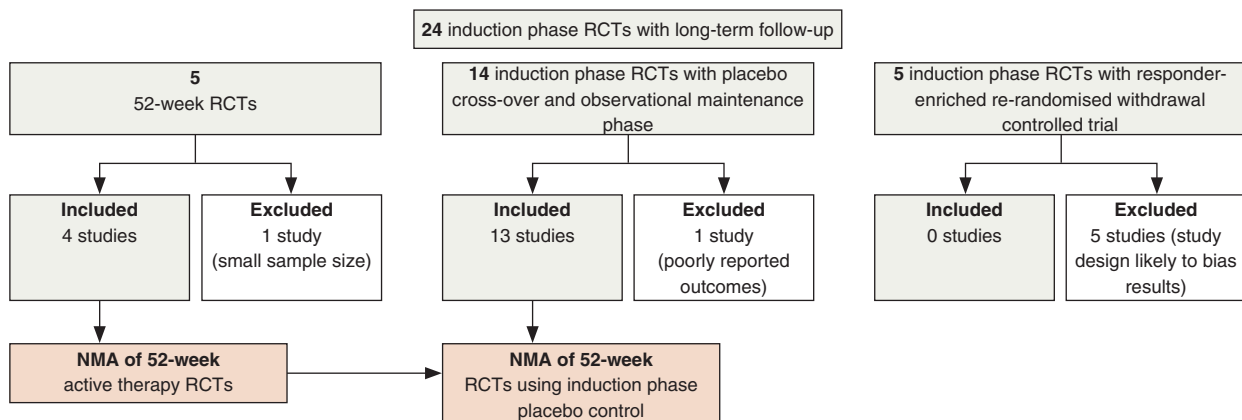 24 induction phase RCTs with long-term follow-up
5
52-week RCTs
14 induction phase RCTs with placebo
cross-over and observational maintenance
phase
5 induction phase RCTs with responder-
enriched re-randomised withdrawal
controlled trial
Included
4 studies
Excluded
1 study
(small sample size)
Included
13 studies
Excluded
1 study
(poorly reported
outcomes)
Included
0 studies
Excluded
5 studies (study
design likely to bias
results)
NMA of 52-week
active therapy RCTs
NMA of 52-week
RCTs using induction phase
placebo control